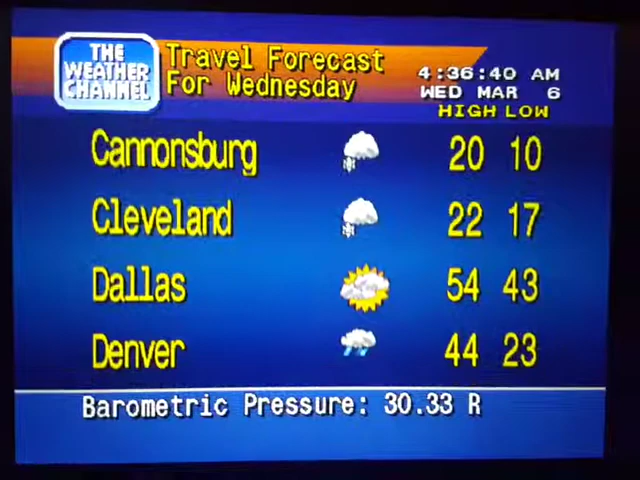 THE
WEATHER
CHANNEL
Travel Forecast
For Wednesday
4:36:40 AM
WED MAR 6
HIGH LOW
Cannonsburg 20 10
Cleveland 22 17
Dallas 54 43
Denver 44 23
Barometric Pressure: 30.33 R